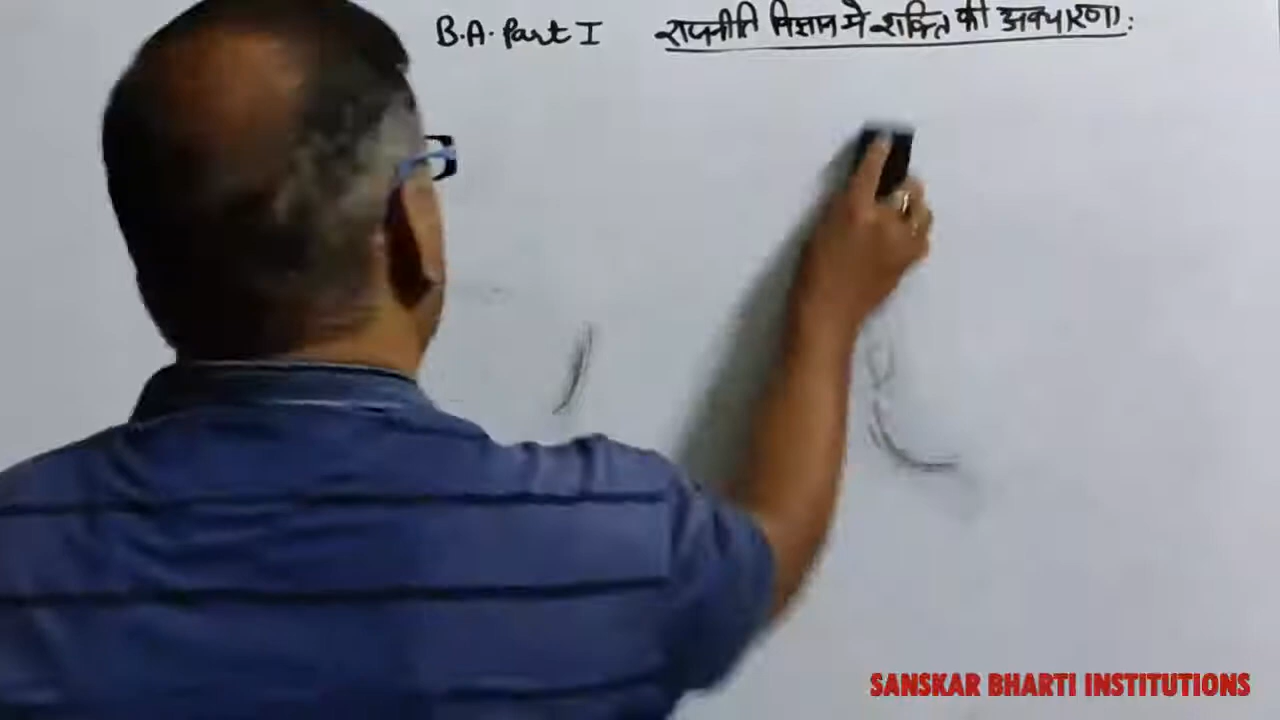 B.A. Part I राजनीति विज्ञान मे शक्ति की अवधारणा:
SANSKAR BHARTI INSTITUTIONS